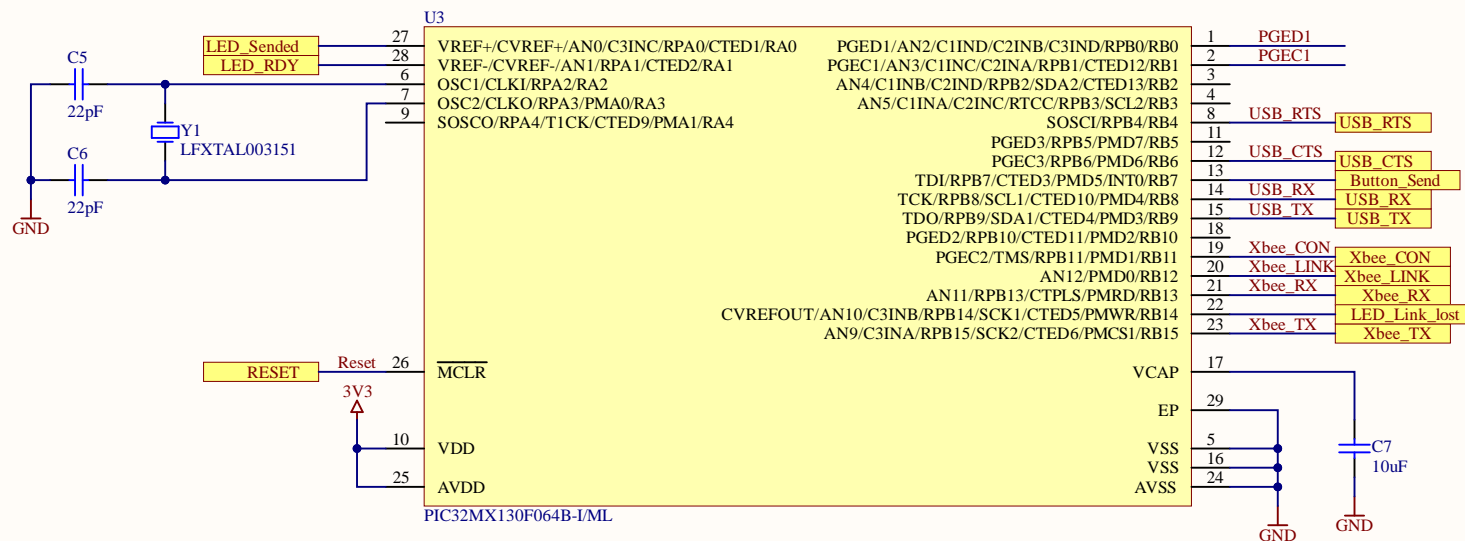 U3
LED_Sended 27 VREF+/CVREF+/AN0/C3INC/RPA0/CTED1/RA0
LED_RDY 28 VREF-/CVREF-/AN1/RPA1/CTED2/RA1
C5 22pF
6 OSC1/CLKI/RPA2/RA2
7 OSC2/CLKO/RPA3/PMA0/RA3
9 SOSCO/RPA4/T1CK/CTED9/PMA1/RA4
Y1
LFXTAL003151
C6 22pF
GND
RESET Reset 26 MCLR
3V3
10 VDD
25 AVDD
PGED1/AN2/C1IND/C2INB/C3IND/RPB0/RB0 1 PGED1
PGEC1/AN3/C1INC/C2INA/RPB1/CTED12/RB1 2 PGEC1
AN4/C1INB/C2IND/RPB2/SDA2/CTED13/RB2 3
AN5/C1INA/C2INC/RTCC/RPB3/SCL2/RB3 4
SOSCI/RPB4/RB4 8 USB_RTS USB_RTS
PGED3/RPB5/PMD7/RB5 11
PGEC3/RPB6/PMD6/RB6 12 USB_CTS USB_CTS
TDI/RPB7/CTED3/PMD5/INT0/RB7 13 Button_Send
TCK/RPB8/SCL1/CTED10/PMD4/RB8 14 USB_RX USB_RX
TDO/RPB9/SDA1/CTED4/PMD3/RB9 15 USB_TX USB_TX
PGED2/RPB10/CTED11/PMD2/RB10 18
PGEC2/TMS/RPB11/PMD1/RB11 19 Xbee_CON Xbee_CON
AN12/PMD0/RB12 20 Xbee_LINK Xbee_LINK
AN11/RPB13/CTPLS/PMRD/RB13 21 Xbee_RX Xbee_RX
CVREFOUT/AN10/C3INB/RPB14/SCK1/CTED5/PMWR/RB14 22 LED_Link_lost
AN9/C3INA/RPB15/SCK2/CTED6/PMCS1/RB15 23 Xbee_TX Xbee_TX
VCAP 17
EP 29
VSS 5
VSS 16
AVSS 24
C7
10uF
GND
GND
PIC32MX130F064B-I/ML